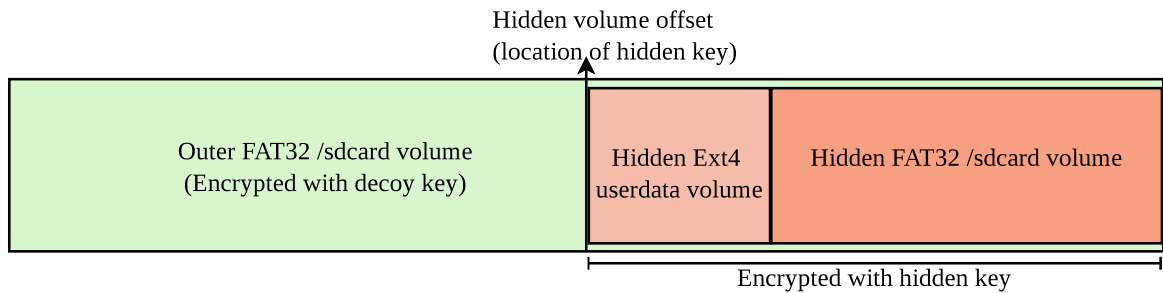 Hidden volume offset
(location of hidden key)
Outer FAT32 /sdcard volume
(Encrypted with decoy key)
Hidden Ext4
userdata volume
Hidden FAT32 /sdcard volume
Encrypted with hidden key